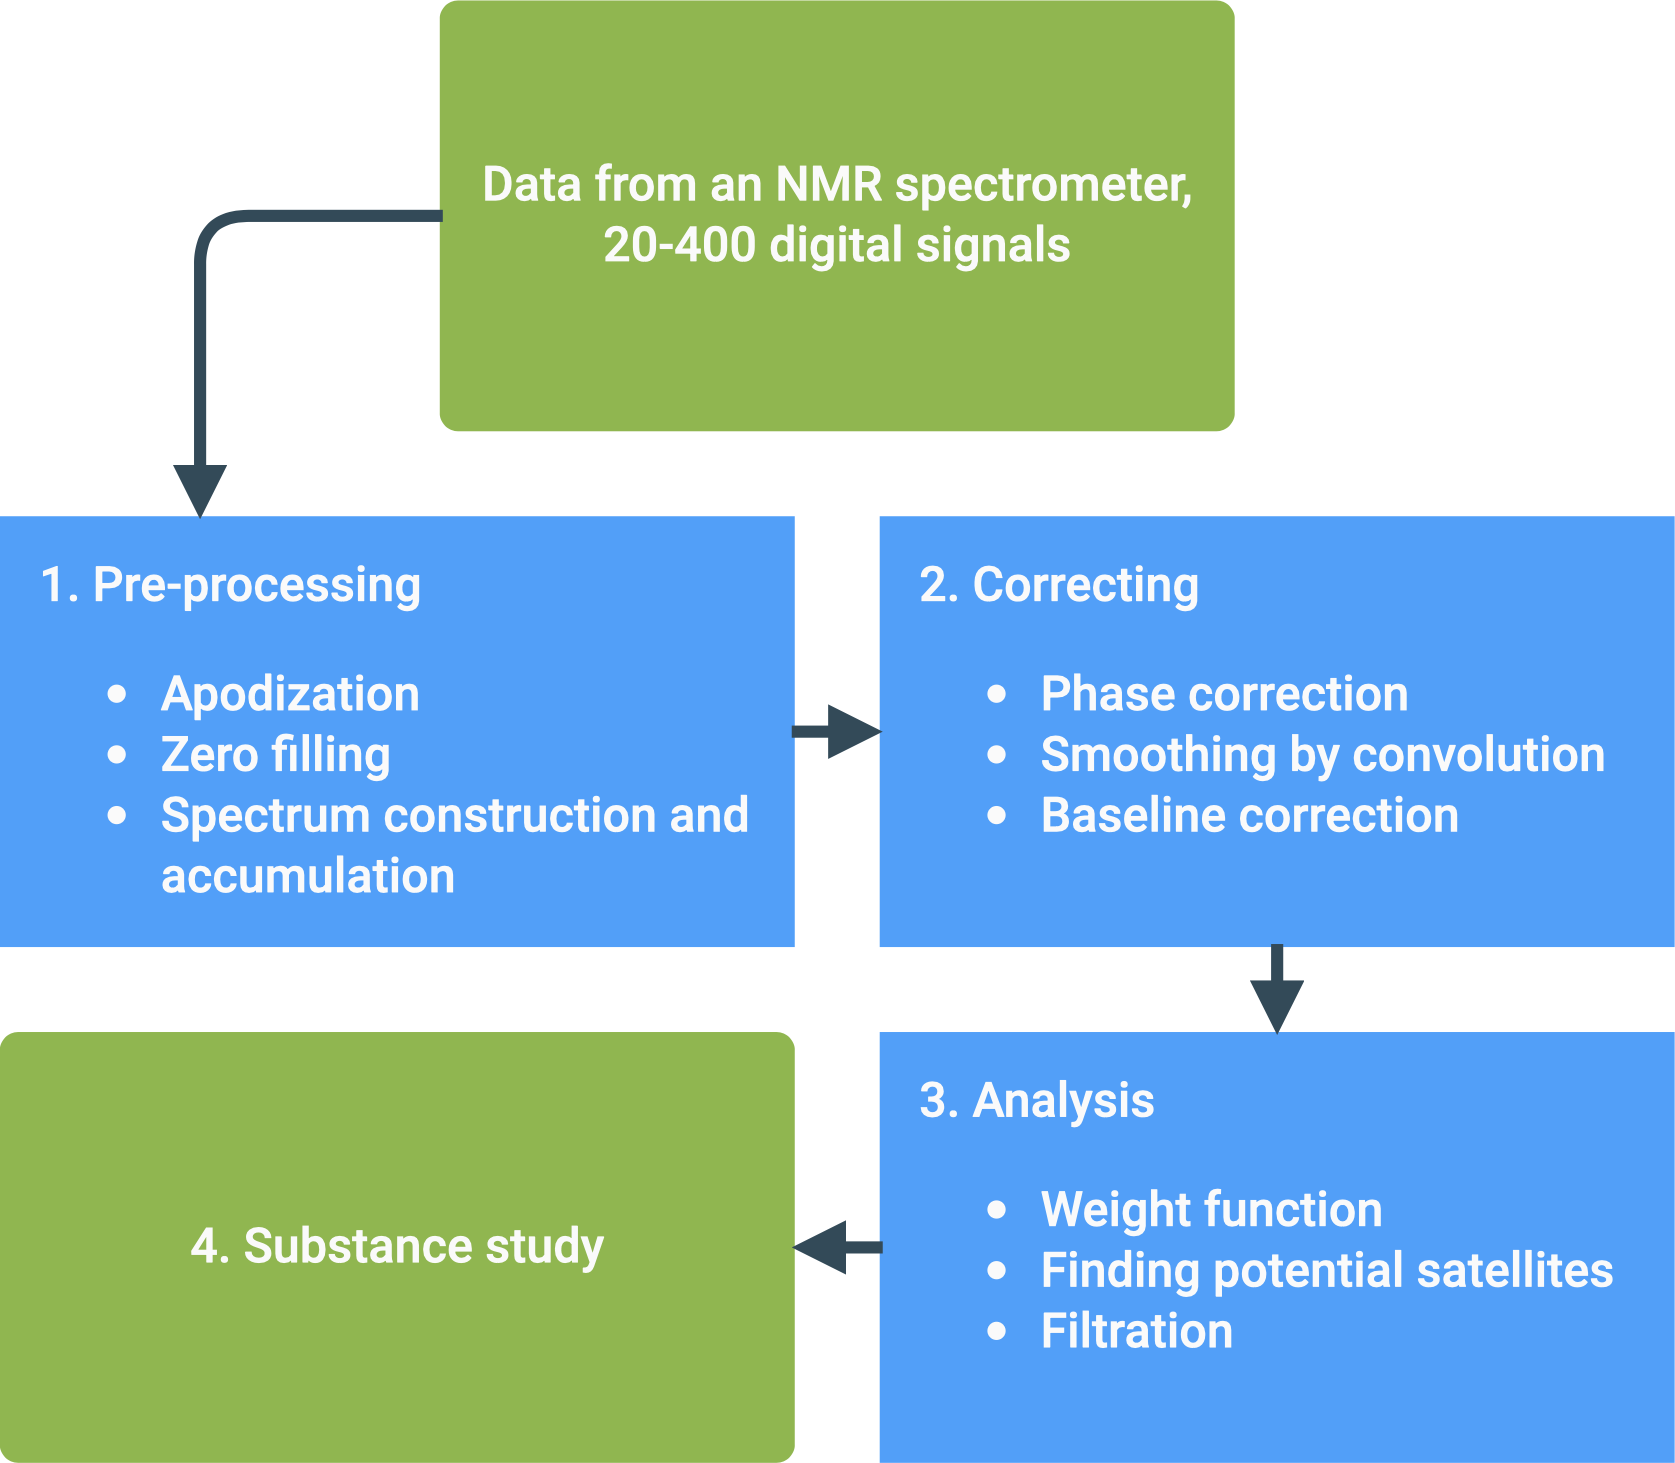 Data from an NMR spectrometer,
20-400 digital signals
1. Pre-processing
● Apodization
● Zero filling
● Spectrum construction and
accumulation
2. Correcting
● Phase correction
● Smoothing by convolution
● Baseline correction
3. Analysis
● Weight function
● Finding potential satellites
● Filtration
4. Substance study